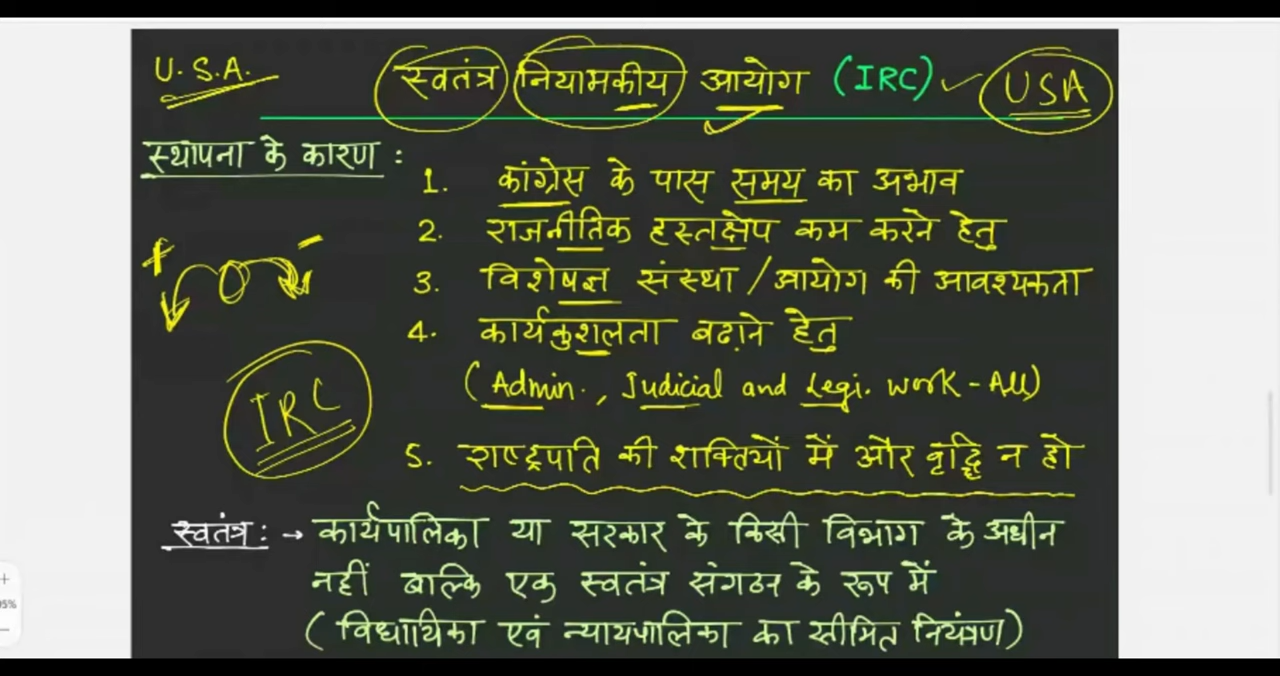 U.S.A. स्वतंत्र नियामकीय आयोग (IRC) USA
स्थापना के कारण :
1. कांग्रेस के पास समय का अभाव
2. राजनीतिक हस्तक्षेप कम करने हेतु
3. विशेषज्ञ संस्था / आयोग की आवश्यकता
4. कार्यकुशलता बढ़ाने हेतु
(Admin., Judicial and Legi. work - All)
IRC
5. राष्ट्रपति की शक्तियों में और वृद्धि न हो
स्वतंत्र : → कार्यपालिका या सरकार के किसी विभाग के अधीन
नहीं बाल्कि एक स्वतंत्र संगठन के रूप में
(विधायिका एवं न्यायपालिका का सीमित नियंत्रण)